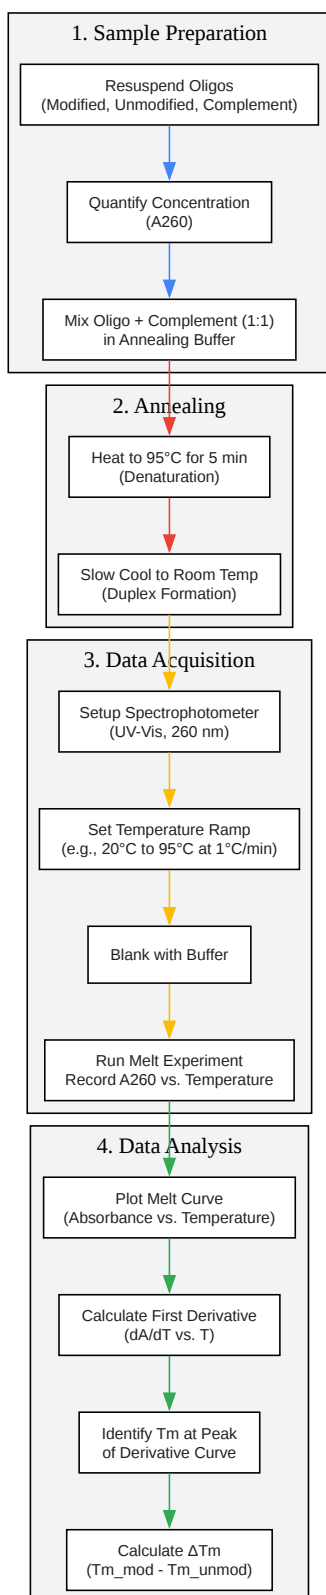 1. Sample Preparation
Resuspend Oligos
(Modified, Unmodified, Complement)
Quantify Concentration
(A260)
Mix Oligo + Complement (1:1)
in Annealing Buffer
2. Annealing
Heat to 95°C for 5 min
(Denaturation)
Slow Cool to Room Temp
(Duplex Formation)
3. Data Acquisition
Setup Spectrophotometer
(UV-Vis, 260 nm)
Set Temperature Ramp
(e.g., 20°C to 95°C at 1°C/min)
Blank with Buffer
Run Melt Experiment
Record A260 vs. Temperature
4. Data Analysis
Plot Melt Curve
(Absorbance vs. Temperature)
Calculate First Derivative
(dA/dT vs. T)
Identify Tm at Peak
of Derivative Curve
Calculate ΔTm
(Tm_mod - Tm_unmod)